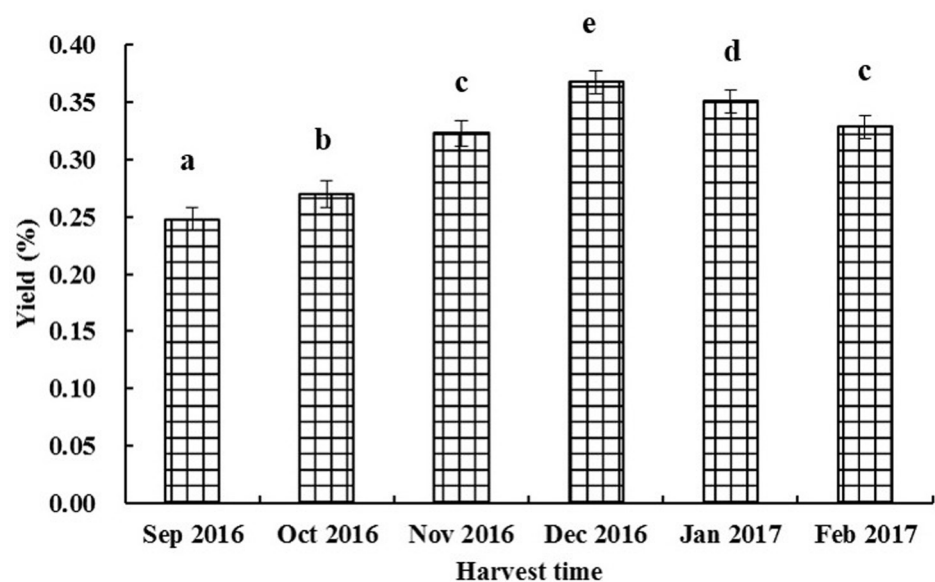 Yield (%)
0.40
0.35
0.30
0.25
0.20
0.15
0.10
0.05
0.00
a
b
c
e
d
c
Sep 2016
Oct 2016
Nov 2016
Dec 2016
Jan 2017
Feb 2017
Harvest time